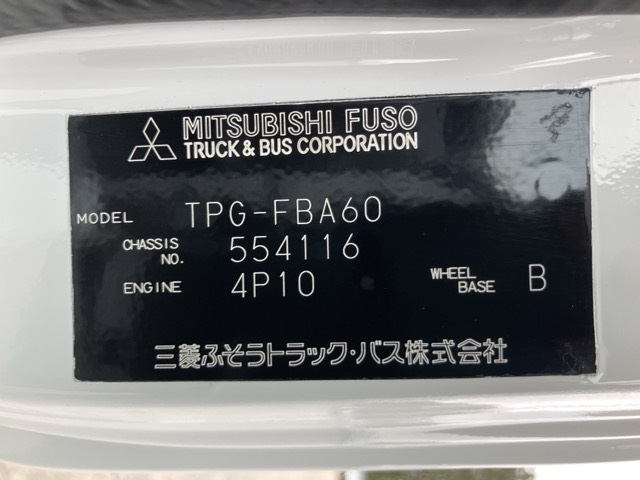 MITSUBISHI FUSO
TRUCK & BUS CORPORATION
MODEL TPG-FBA60
CHASSIS NO. 554116
ENGINE 4P10 WHEEL BASE B
三菱ふそうトラック・バス株式会社